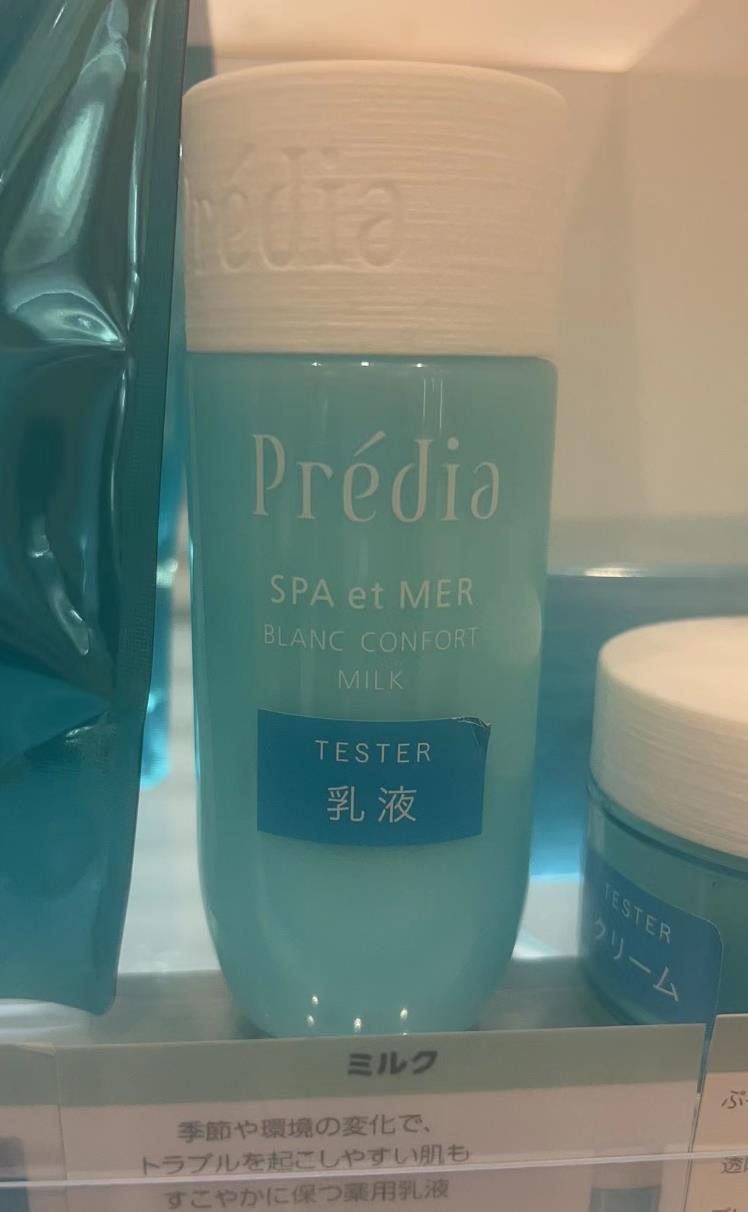 Prédia
Prédia
SPA et MER
BLANC CONFORT
MILK
TESTER
乳液
TESTER
クリーム
ミルク
季節や環境の変化で、
トラブルを起こしやすい肌も
すこやかに保つ薬用乳液